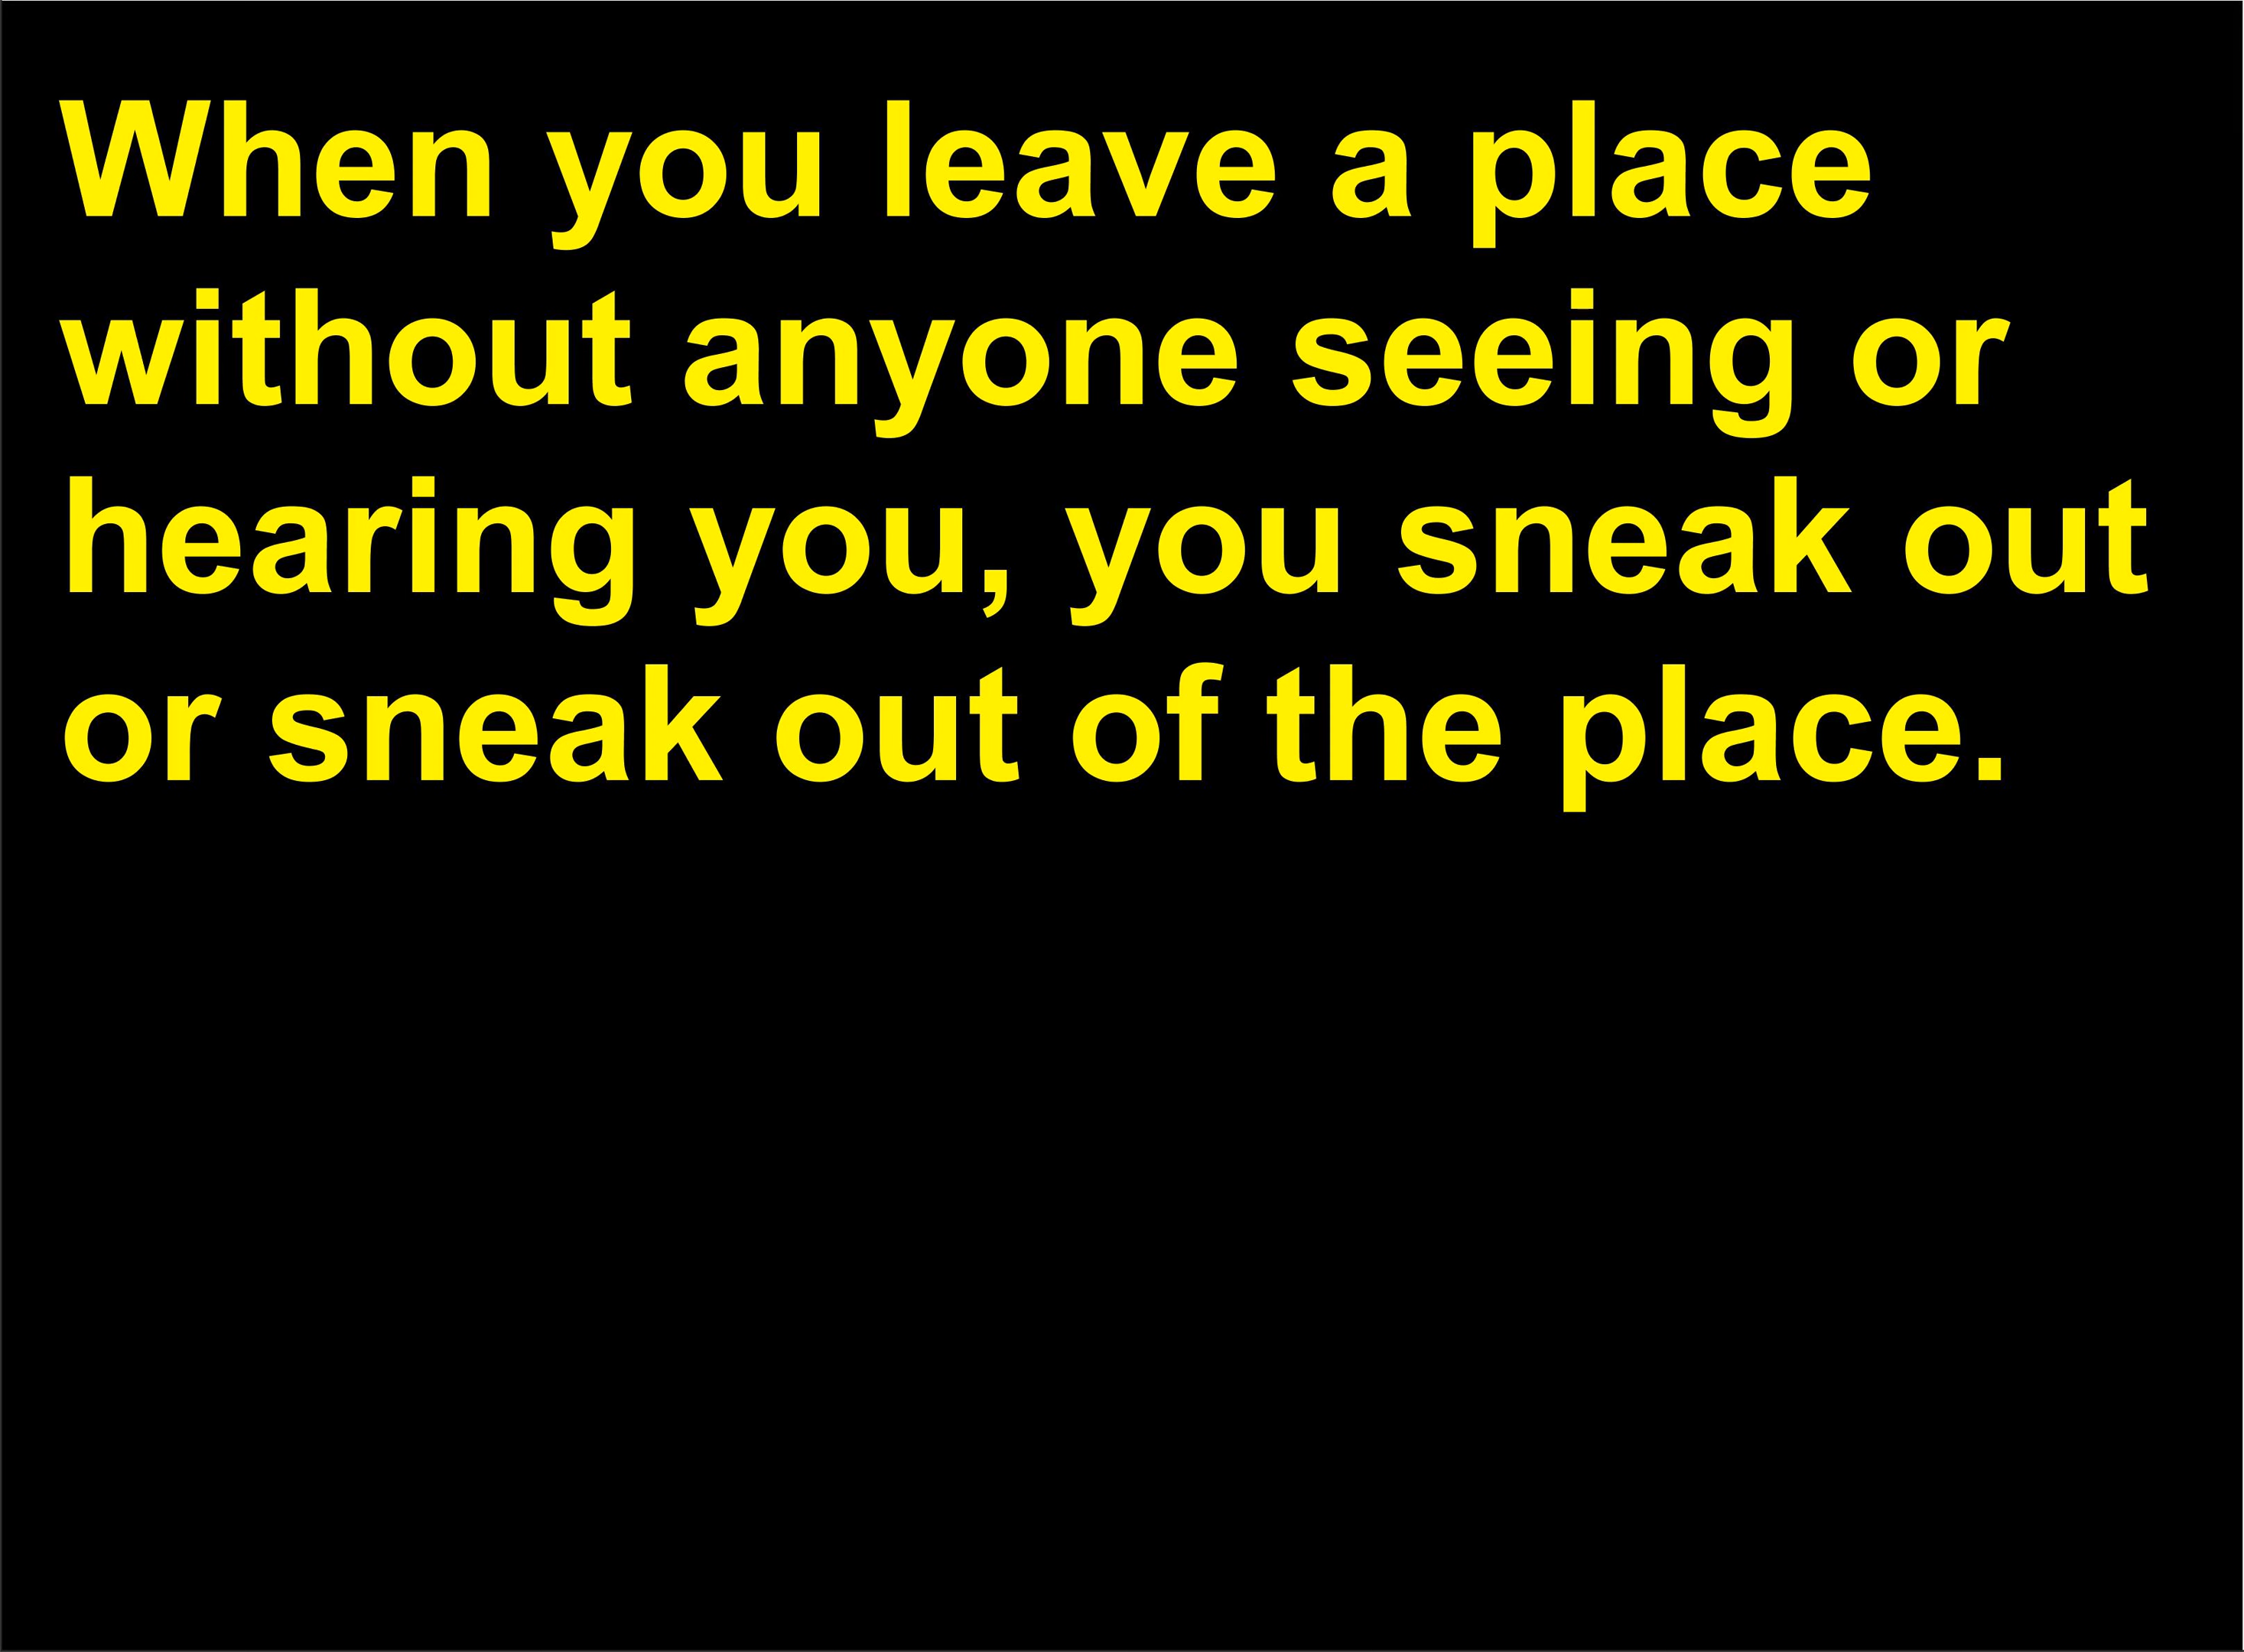 When you leave a place
without anyone seeing or
hearing you, you sneak out
or sneak out of the place.